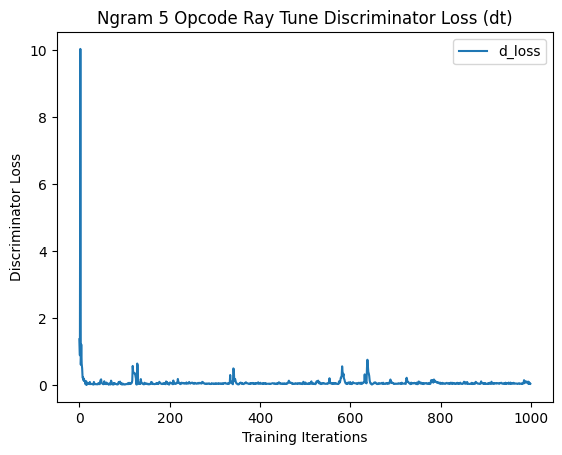 Ngram 5 Opcode Ray Tune Discriminator Loss (dt)
d_loss
Discriminator Loss
10
8
6
4
2
0
0 200 400 600 800 1000
Training Iterations